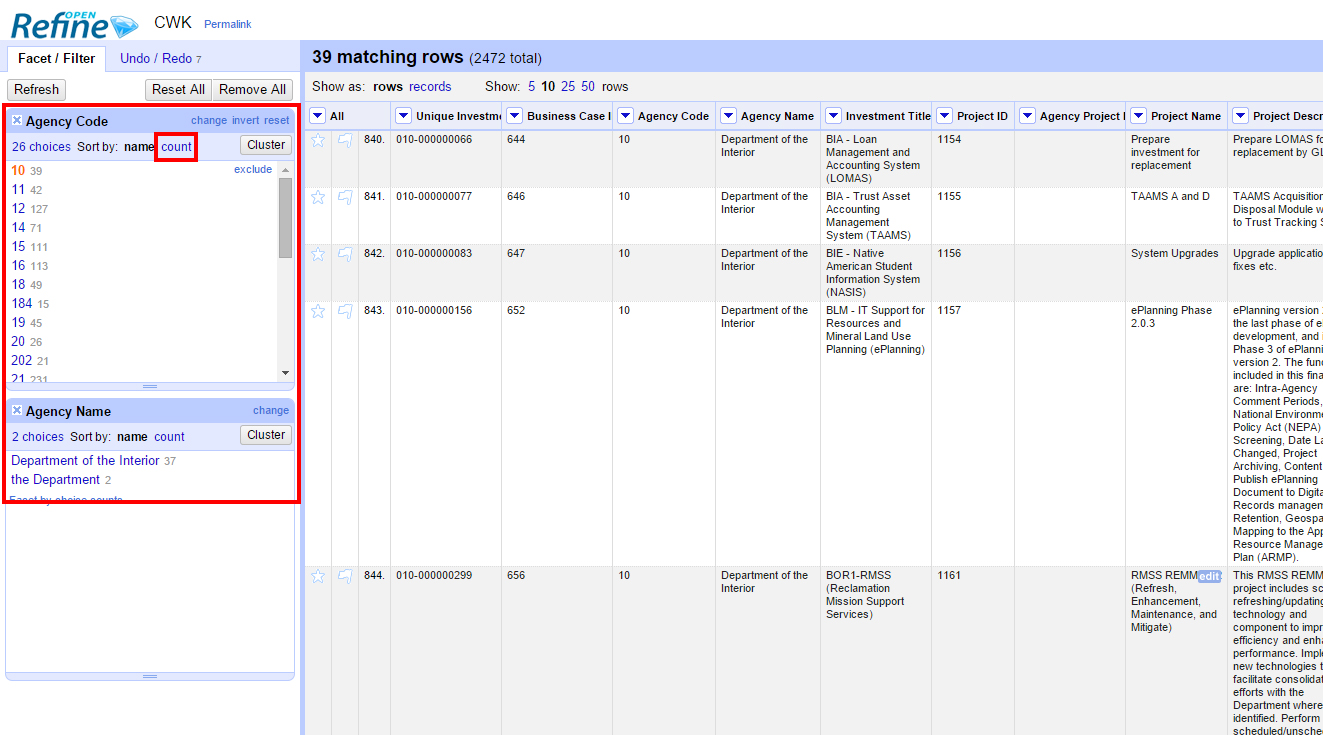 OPEN
Refine CWK Permalink
Facet / Filter Undo / Redo 7
Refresh Reset All Remove All
Agency Code change invert reset
26 choices Sort by: name count Cluster
10 39 exclude
11 42
12 127
14 71
15 111
16 113
18 49
184 15
19 45
20 26
202 21
21 231
Agency Name change
2 choices Sort by: name count Cluster
Department of the Interior 37
the Department 2
Facet by choice counts
39 matching rows (2472 total)
Show as: rows records Show: 5 10 25 50 rows
All Unique Investme Business Case I Agency Code Agency Name Investment Title Project ID Agency Project I Project Name Project Descr
840. 010-000000066 644 10
Department of the
Interior
BIA - Loan
Management and
Accounting System
(LOMAS)
1154
Prepare
investment for
replacement
Prepare LOMAS fo
replacement by GL
841. 010-000000077 646 10
Department of the
Interior
BIA - Trust Asset
Accounting
Management
System (TAAMS)
1155
TAAMS A and D
TAAMS Acquisition
Disposal Module w
to Trust Tracking S
842. 010-000000083 647 10
Department of the
Interior
BIE - Native
American Student
Information System
(NASIS)
1156
System Upgrades
Upgrade applicatio
fixes etc.
843. 010-000000156 652 10
Department of the
Interior
BLM - IT Support for
Resources and
Mineral Land Use
Planning (ePlanning)
1157
ePlanning Phase
2.0.3
ePlanning version
the last phase of e
development, and
Phase 3 of ePlanni
version 2. The func
included in this fina
are: Intra-Agency
Comment Periods,
National Environme
Policy Act (NEPA)
Screening, Date La
Changed, Project
Archiving, Content
Publish ePlanning
Document to Digita
Records managem
Retention, Geospa
Mapping to the App
Resource Manage
Plan (ARMP).
844. 010-000000299 656 10
Department of the
Interior
BOR1-RMSS
(Reclamation
Mission Support
Services)
1161
RMSS REMM edit
(Refresh,
Enhancement,
Maintenance, and
Mitigate)
This RMSS REMM
project includes sc
refreshing/updating
technology and
component to impr
efficiency and enha
performance. Imple
new technologies t
facilitate consolidat
efforts with the
Department where
identified. Perform
scheduled/unsche